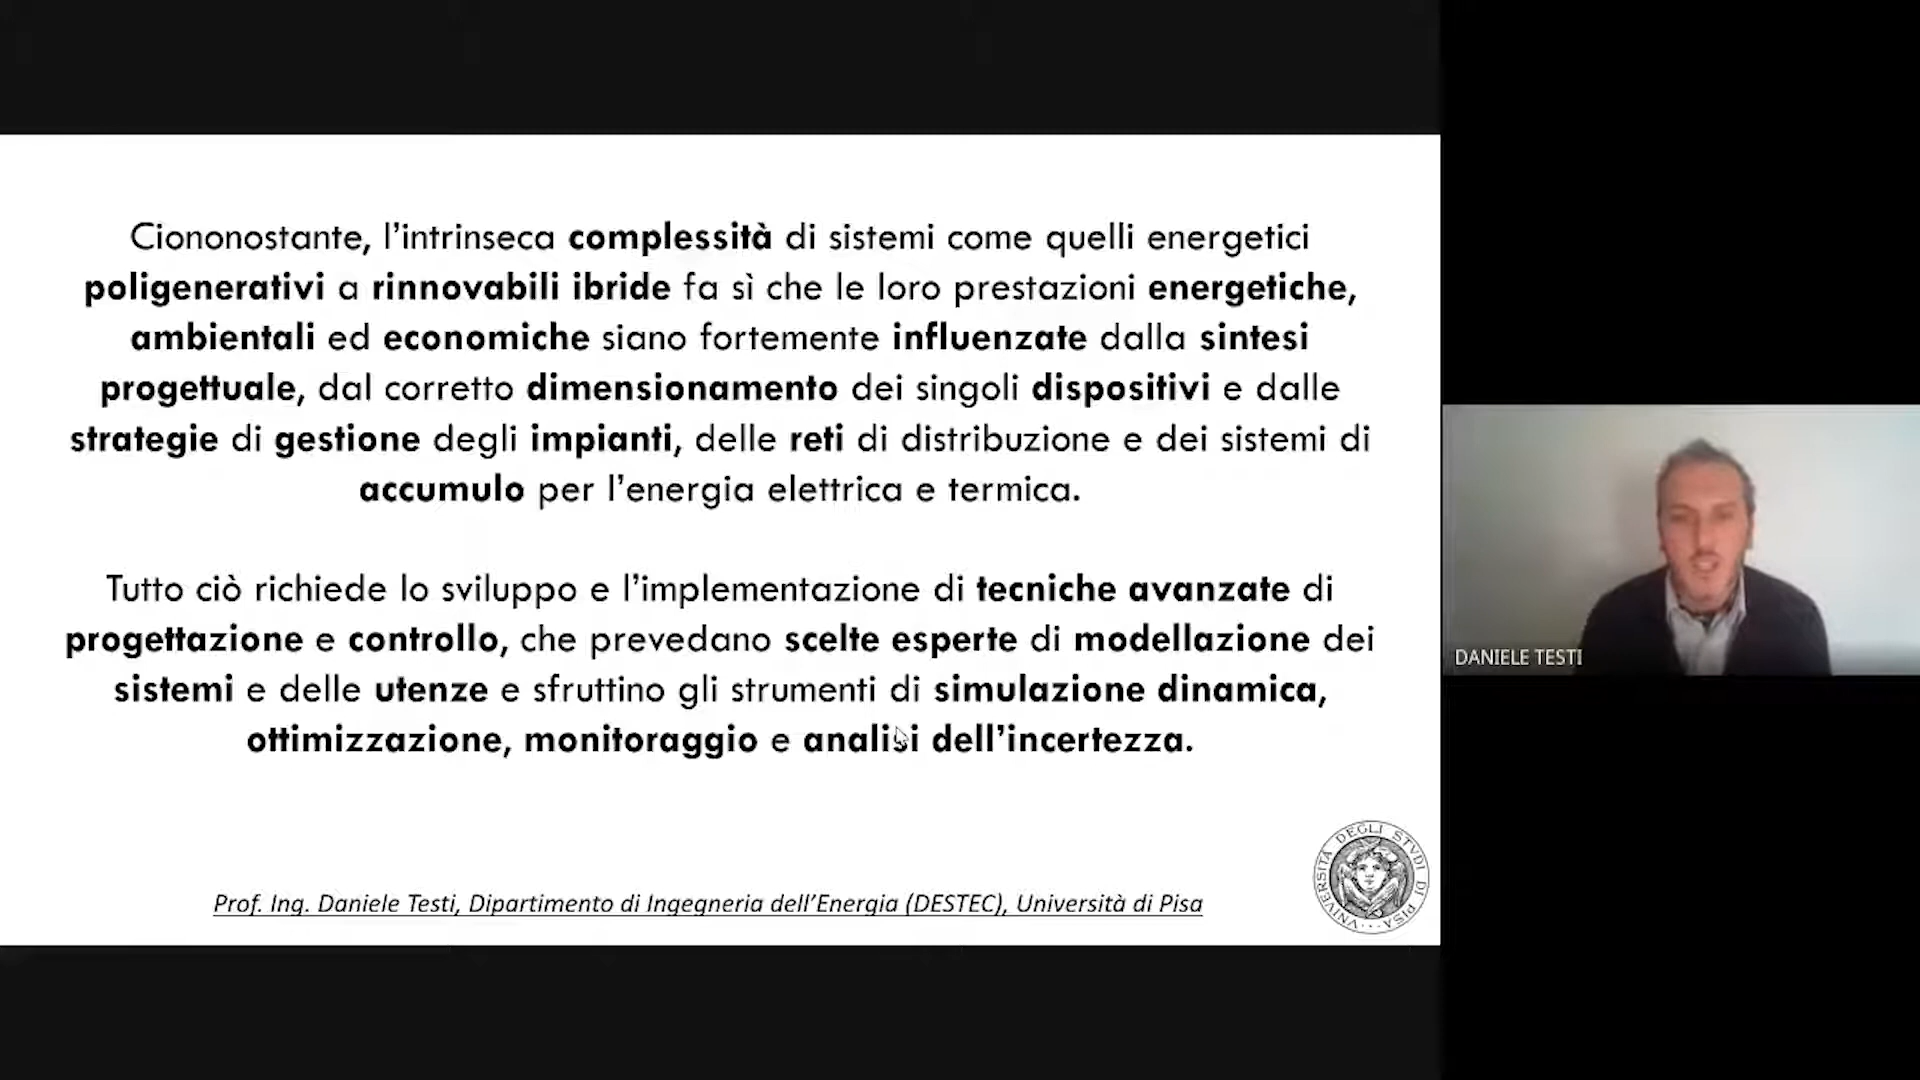 Ciononostante, l'intrinseca complessità di sistemi come quelli energetici
poligenerativi a rinnovabili ibride fa sì che le loro prestazioni energetiche,
ambientali ed economiche siano fortemente influenzate dalla sintesi
progettuale, dal corretto dimensionamento dei singoli dispositivi e dalle
strategie di gestione degli impianti, delle reti di distribuzione e dei sistemi di
accumulo per l'energia elettrica e termica.
Tutto ciò richiede lo sviluppo e l'implementazione di tecniche avanzate di
progettazione e controllo, che prevedano scelte esperte di modellazione dei
sistemi e delle utenze e sfruttino gli strumenti di simulazione dinamica,
ottimizzazione, monitoraggio e analisi dell'incertezza.
Prof. Ing. Daniele Testi, Dipartimento di Ingegneria dell'Energia (DESTEC), Università di Pisa
VNIVERSITÀ DEGLI STVDI DI PISA
DANIELE TESTI